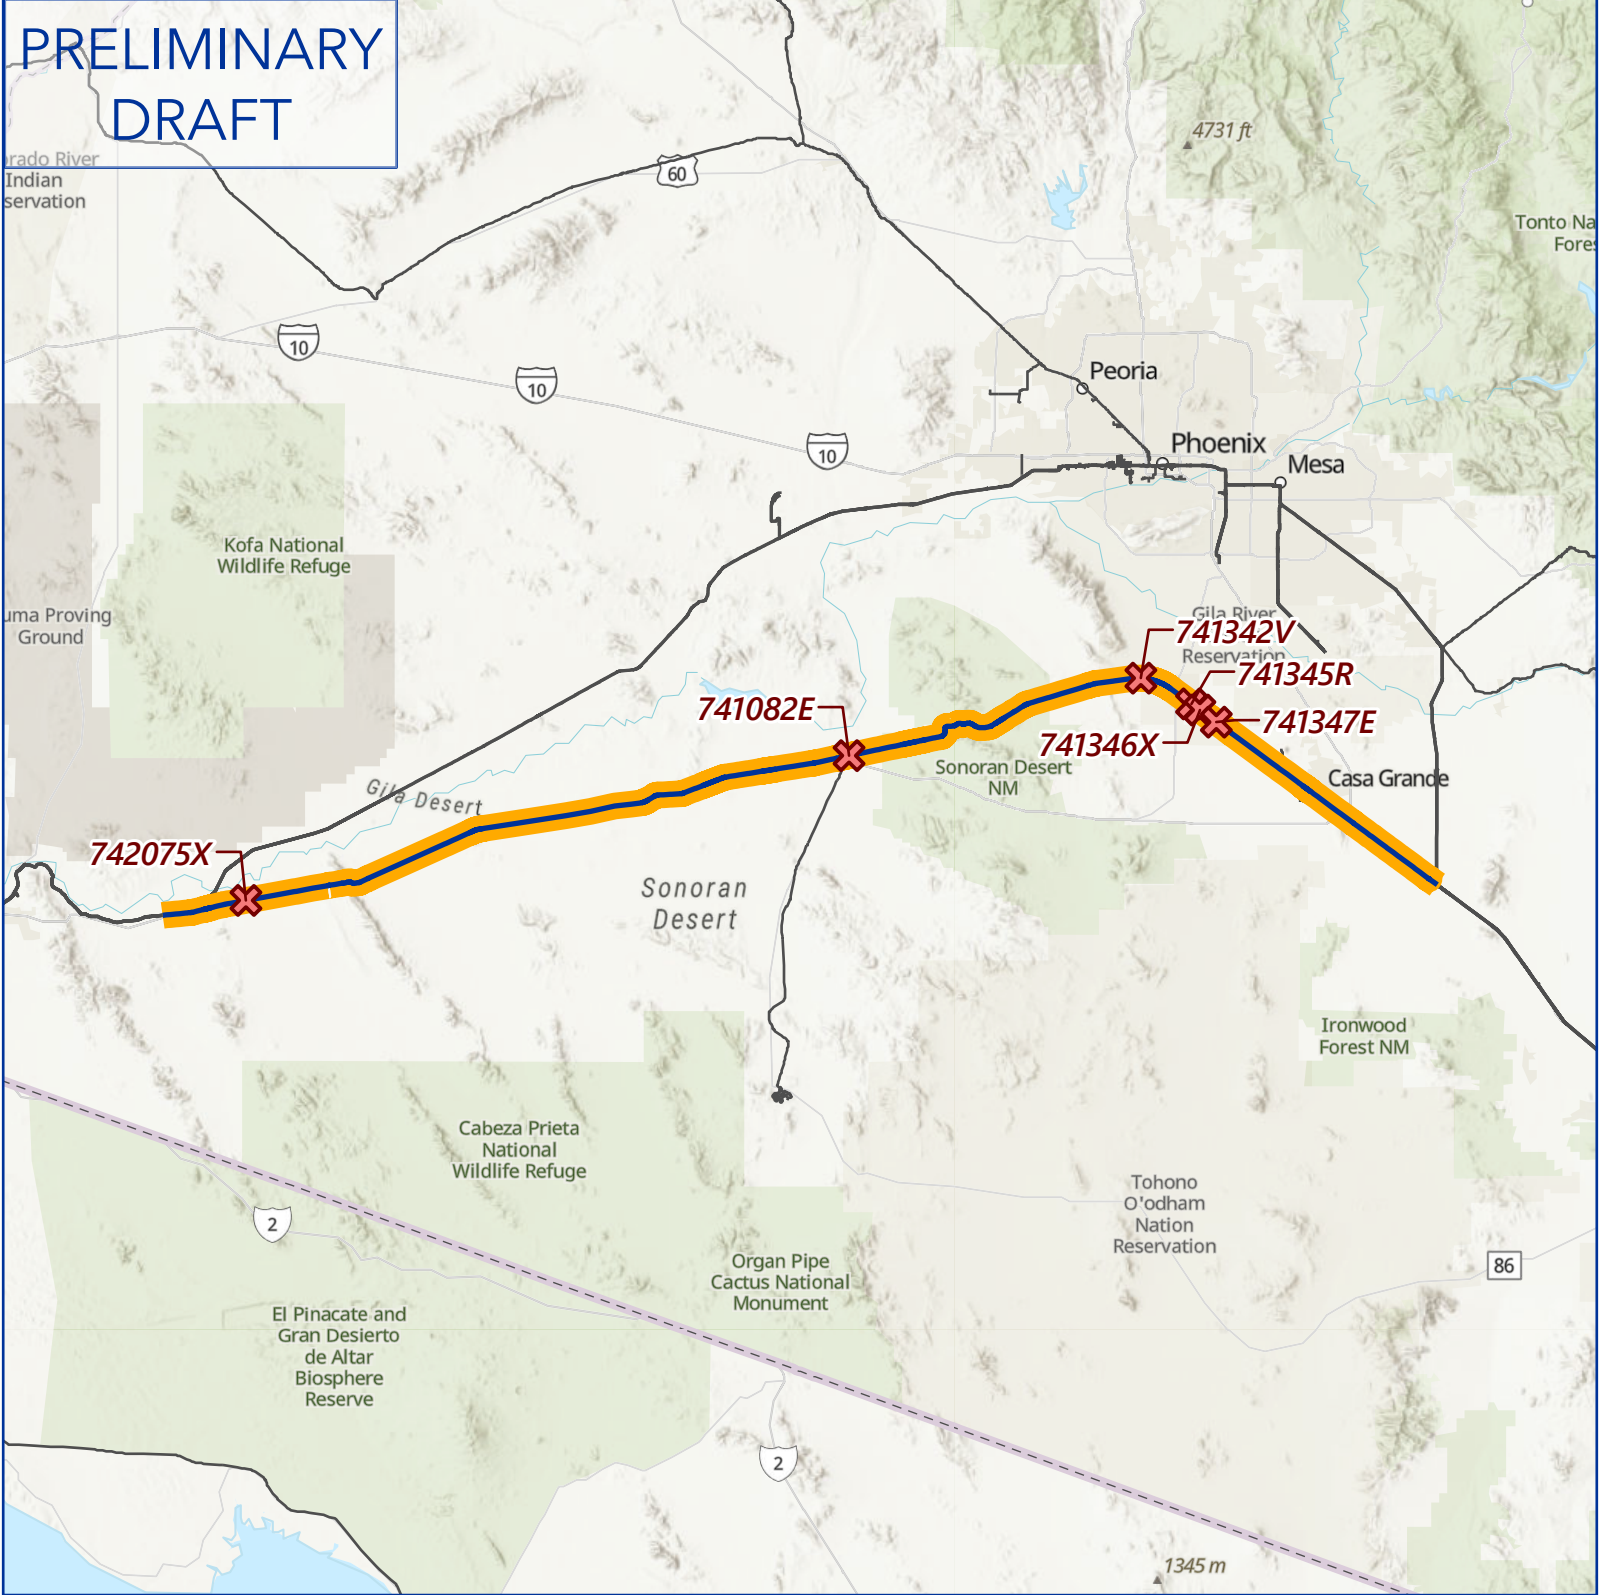 PRELIMINARY
DRAFT
4731 ft
60
rado River
Indian
servation
Tonto Na
Fores
10
10
Peoria
10
Phoenix
Mesa
Kofa National
Wildlife Refuge
uma Proving
Ground
Gila River
741342V
Reservation
741345R
741082E
741347E
741346X
Sonoran Desert
NM
Casa Grande
Gila Desert
742075X
Sonoran
Desert
Ironwood
Forest NM
Cabeza Prieta
National
Wildlife Refuge
Tohono
O'odham
Nation
Reservation
2
86
Organ Pipe
Cactus National
Monument
El Pinacate and
Gran Desierto
de Altar
Biosphere
Reserve
2
1345 m